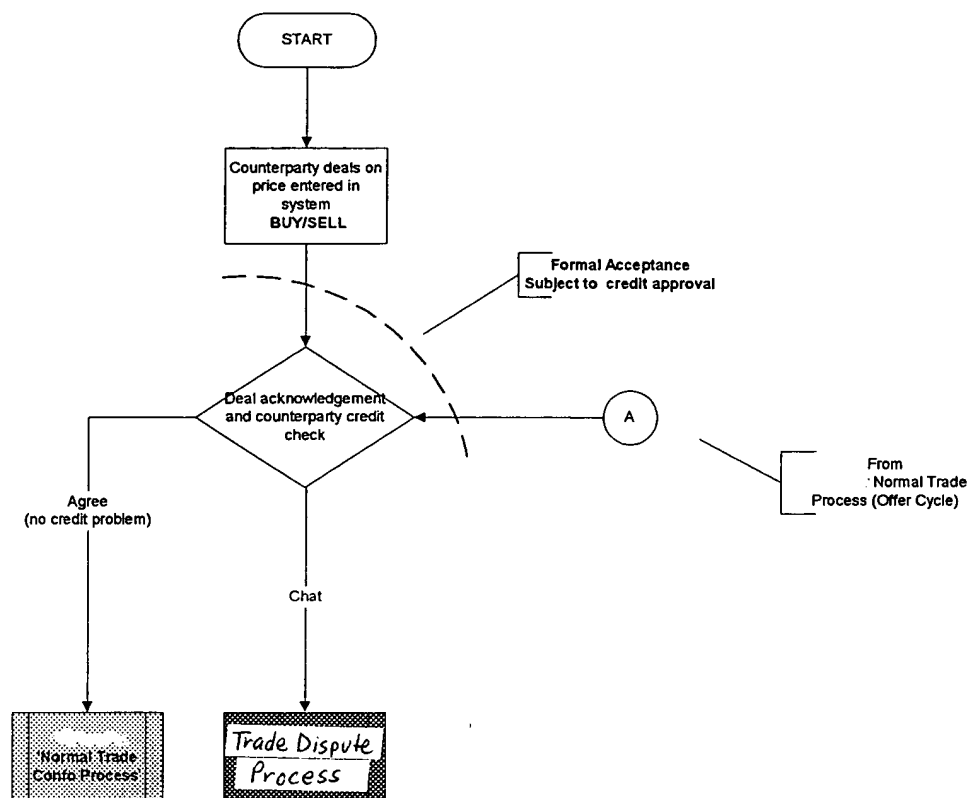 START
Counterparty deals on
price entered in
system
BUY/SELL
Formal Acceptance
Subject to credit approval
Deal acknowledgement
and counterparty credit
check
A
From
Normal Trade
Process (Offer Cycle)
Agree
(no credit problem)
Chat
'Normal Trade
Confo Process'
Trade Dispute
Process